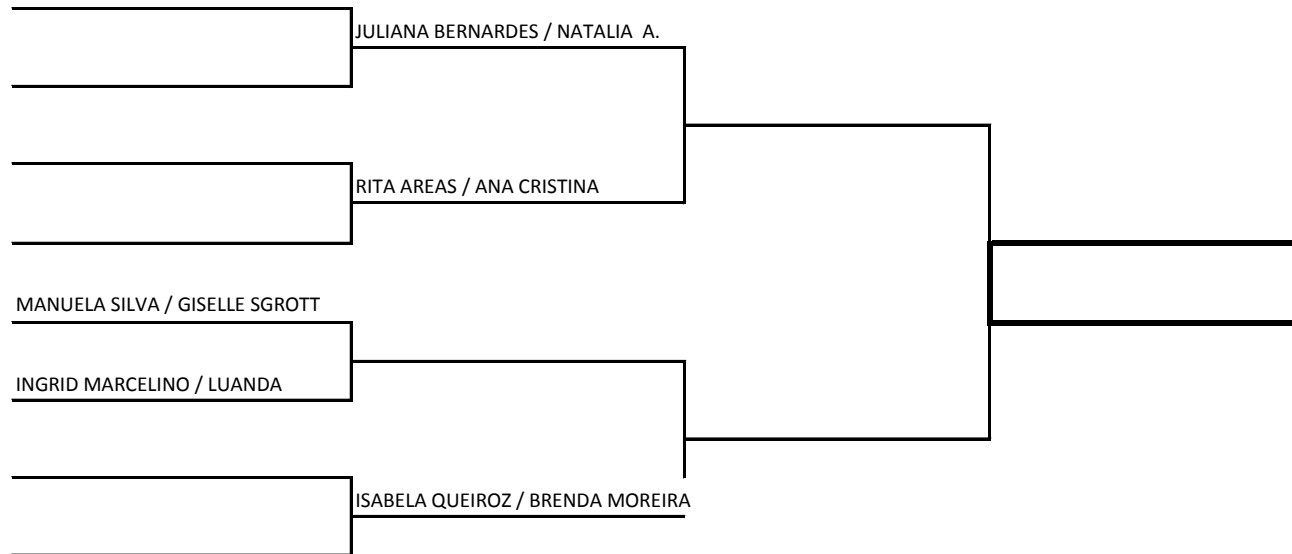 JULIANA BERNARDES / NATALIA A.
RITA AREAS / ANA CRISTINA
MANUELA SILVA / GISELLE SGROTT
INGRID MARCELINO / LUANDA
ISABELA QUEIROZ / BRENDA MOREIRA